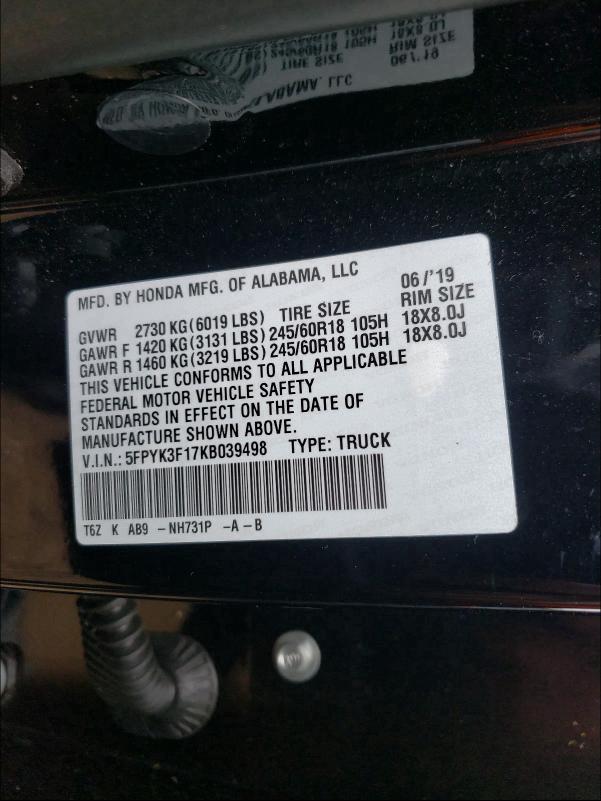 MFD. BY HONDA MFG. OF ALABAMA, LLC 06/'19
GVWR 2730 KG (6019 LBS) TIRE SIZE RIM SIZE
GAWR F 1420 KG (3131 LBS) 245/60R18 105H 18X8.0J
GAWR R 1460 KG (3219 LBS) 245/60R18 105H 18X8.0J
THIS VEHICLE CONFORMS TO ALL APPLICABLE
FEDERAL MOTOR VEHICLE SAFETY
STANDARDS IN EFFECT ON THE DATE OF
MANUFACTURE SHOWN ABOVE.
V.I.N.: 5FPYK3F17KB039498 TYPE: TRUCK
T6Z K AB9 -NH731P -A-B